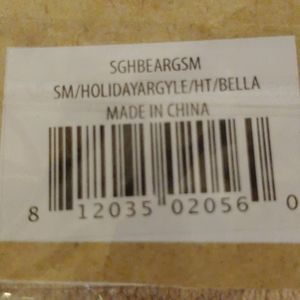 SGHBEARGSM
SM/HOLIDAYARGYLE/HT/BELLA
MADE IN CHINA
8 12035 02056 0